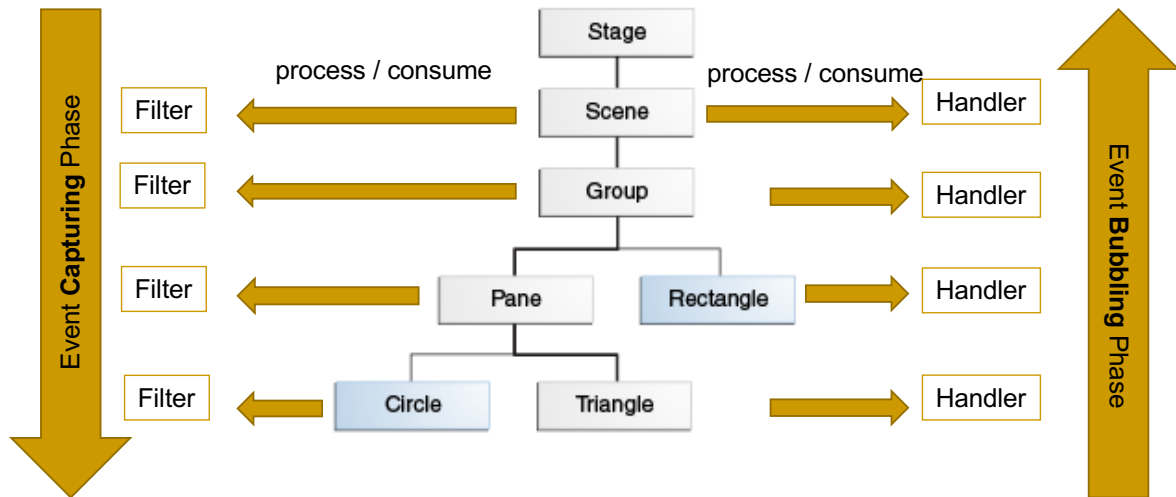 Stage
process / consume
process / consume
Filter
Scene
Handler
Filter
Group
Handler
Event Capturing Phase
Event Bubbling Phase
Filter
Pane
Rectangle
Handler
Filter
Circle
Triangle
Handler